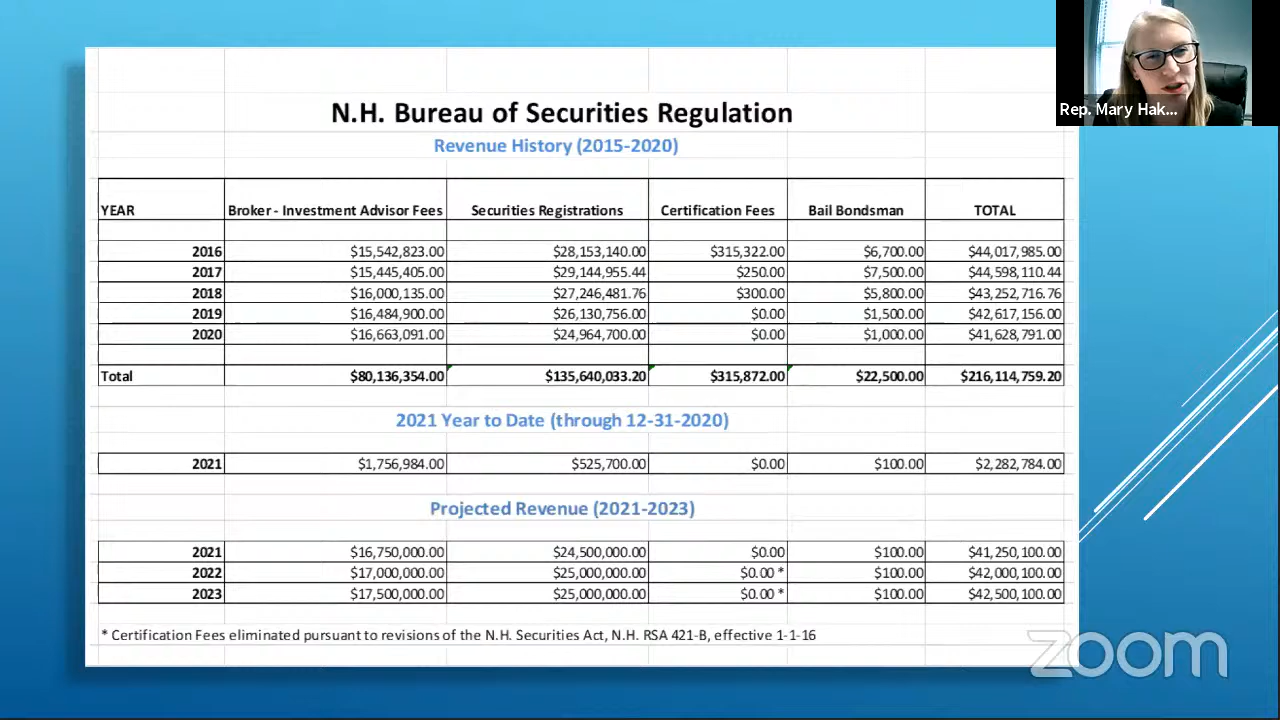 Rep. Mary Hak...
N.H. Bureau of Securities Regulation
Revenue History (2015-2020)
YEAR Broker - Investment Advisor Fees Securities Registrations Certification Fees Bail Bondsman TOTAL
2016 $15,542,823.00 $28,153,140.00 $315,322.00 $6,700.00 $44,017,985.00
2017 $15,445,405.00 $29,144,955.44 $250.00 $7,500.00 $44,598,110.44
2018 $16,000,135.00 $27,246,481.76 $300.00 $5,800.00 $43,252,716.76
2019 $16,484,900.00 $26,130,756.00 $0.00 $1,500.00 $42,617,156.00
2020 $16,663,091.00 $24,964,700.00 $0.00 $1,000.00 $41,628,791.00
Total $80,136,354.00 $135,640,033.20 $315,872.00 $22,500.00 $216,114,759.20
2021 Year to Date (through 12-31-2020)
2021 $1,756,984.00 $525,700.00 $0.00 $100.00 $2,282,784.00
Projected Revenue (2021-2023)
2021 $16,750,000.00 $24,500,000.00 $0.00 $100.00 $41,250,100.00
2022 $17,000,000.00 $25,000,000.00 $0.00 * $100.00 $42,000,100.00
2023 $17,500,000.00 $25,000,000.00 $0.00 * $100.00 $42,500,100.00
* Certification Fees eliminated pursuant to revisions of the N.H. Securities Act, N.H. RSA 421-B, effective 1-1-16
zoom